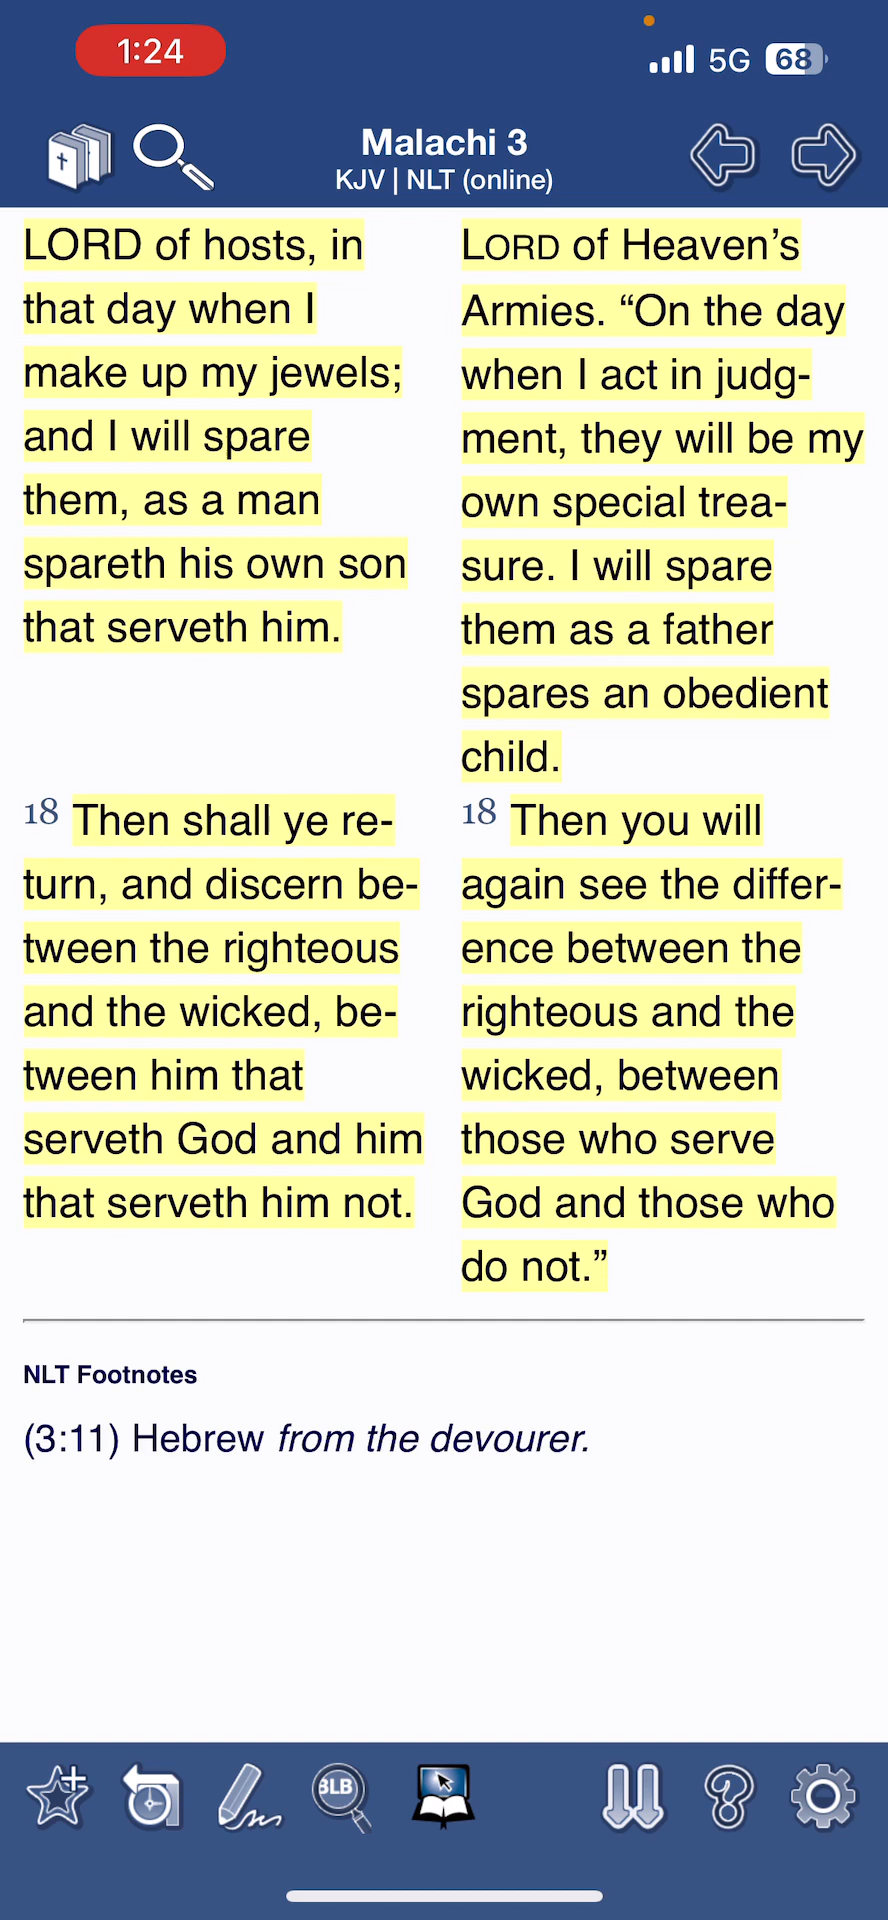 1:24
5G 68
Malachi 3
KJV | NLT (online)
LORD of hosts, in
that day when I
make up my jewels;
and I will spare
them, as a man
spareth his own son
that serveth him.
18 Then shall ye re-
turn, and discern be-
tween the righteous
and the wicked, be-
tween him that
serveth God and him
that serveth him not.
LORD of Heaven’s
Armies. “On the day
when I act in judg-
ment, they will be my
own special trea-
sure. I will spare
them as a father
spares an obedient
child.
18 Then you will
again see the differ-
ence between the
righteous and the
wicked, between
those who serve
God and those who
do not.”
NLT Footnotes
(3:11) Hebrew from the devourer.
BLB